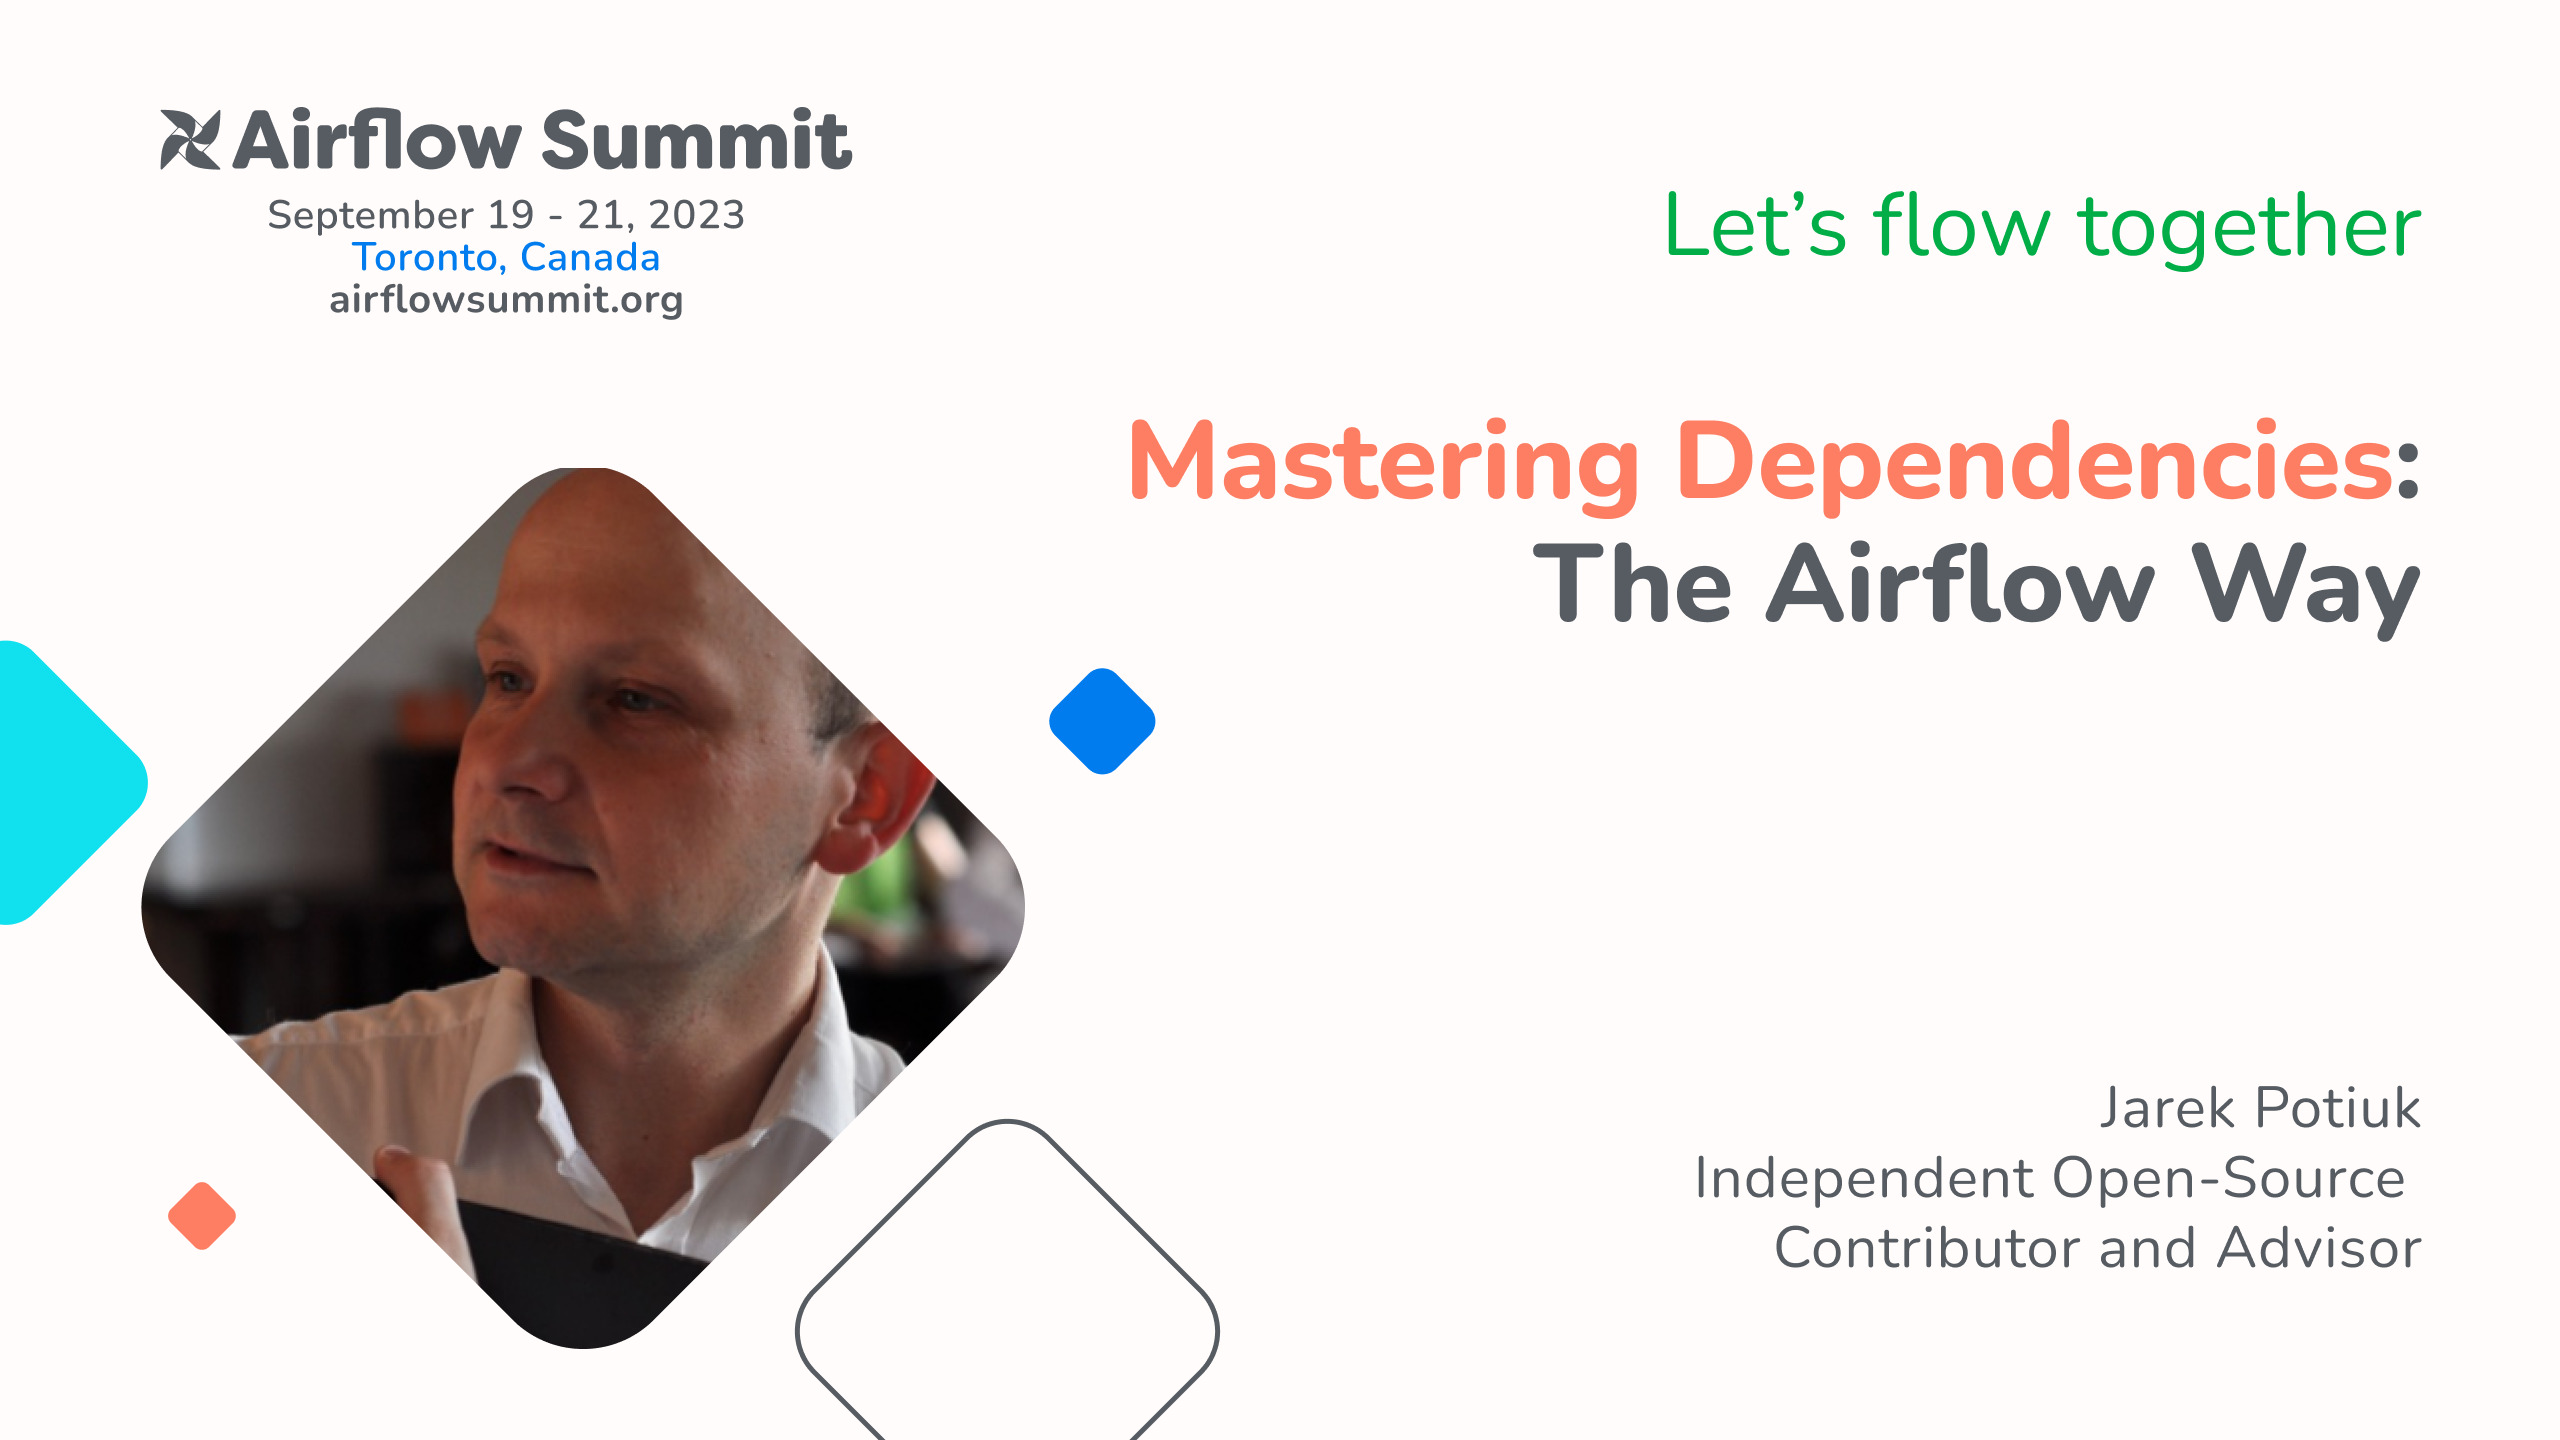 Airflow Summit
September 19 - 21, 2023
Toronto, Canada
airflowsummit.org
Let’s flow together
Mastering Dependencies:
The Airflow Way
Jarek Potiuk
Independent Open-Source
Contributor and Advisor